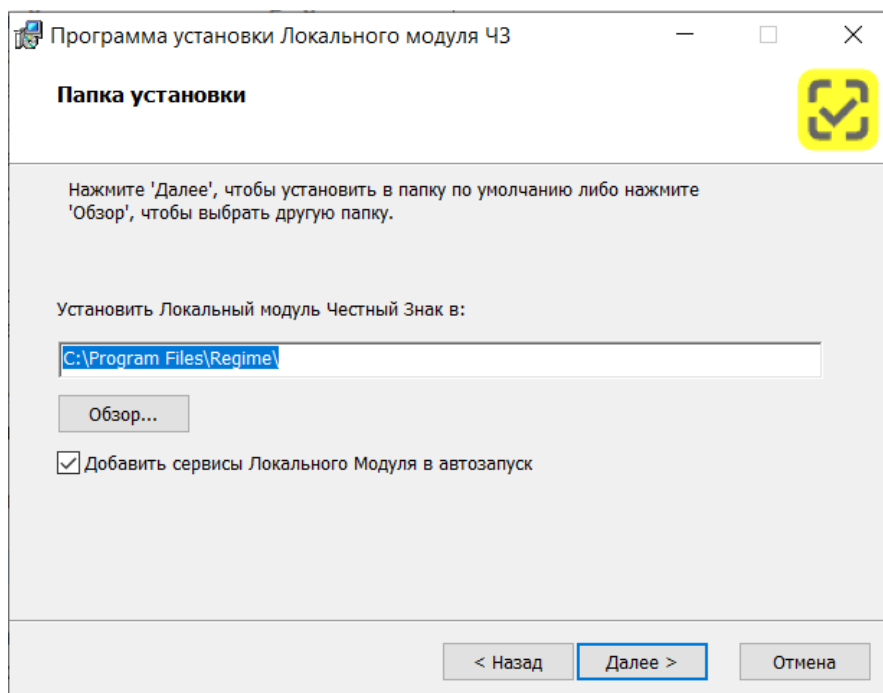 Программа установки Локального модуля ЧЗ
Папка установки
Нажмите 'Далее', чтобы установить в папку по умолчанию либо нажмите
'Обзор', чтобы выбрать другую папку.
Установить Локальный модуль Честный Знак в:
C:\Program Files\Regime\
Обзор...
Добавить сервисы Локального Модуля в автозапуск
< Назад
Далее >
Отмена